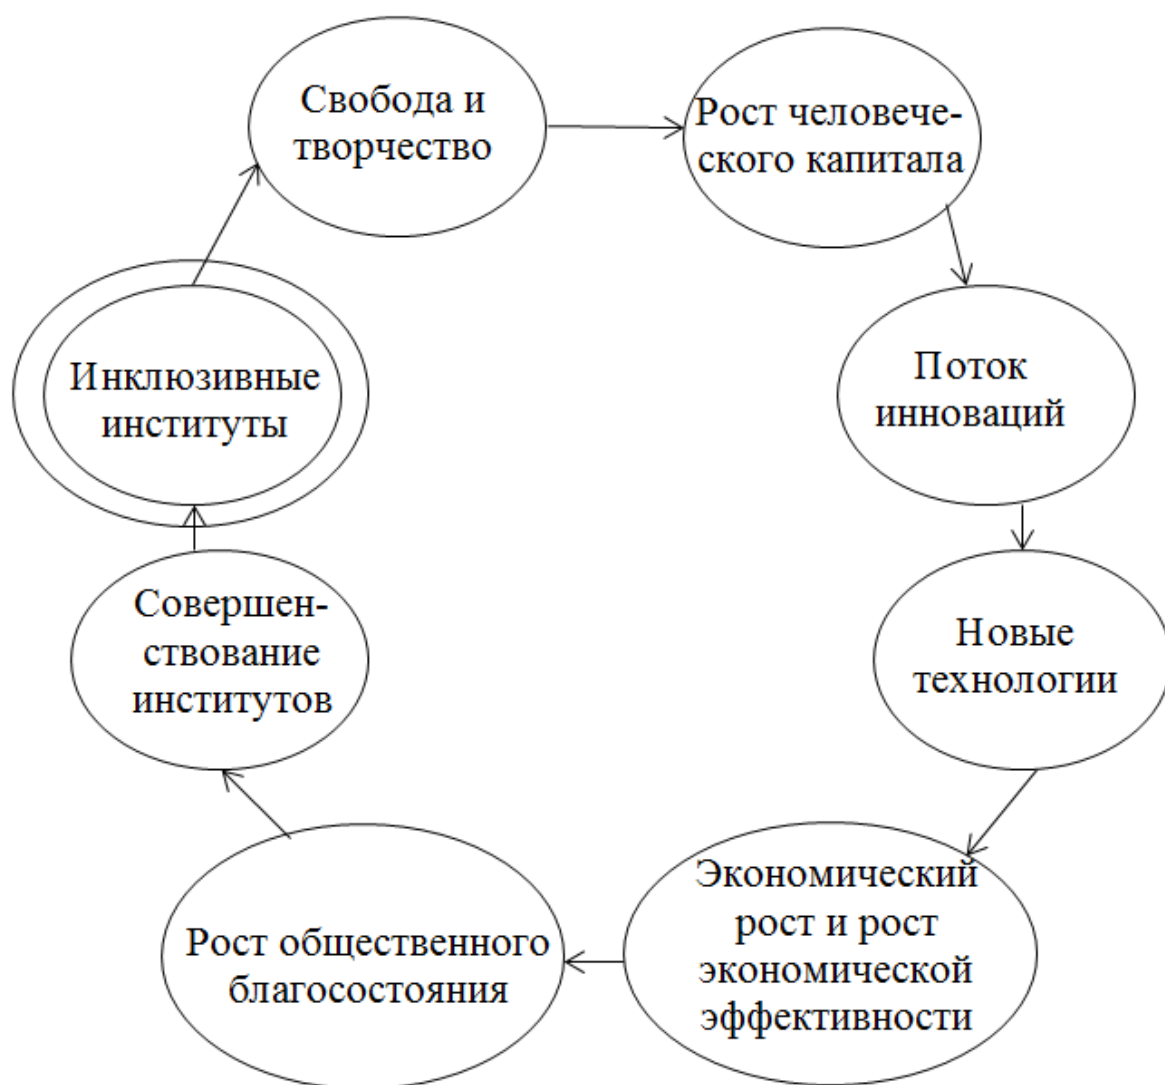 Свобода и
творчество
Рост человече-
ского капитала
Поток
инноваций
Новые
технологии
Экономический
рост и рост
экономической
эффективности
Рост общественного
благосостояния
Совершен-
ствование
институтов
Инклюзивные
институты